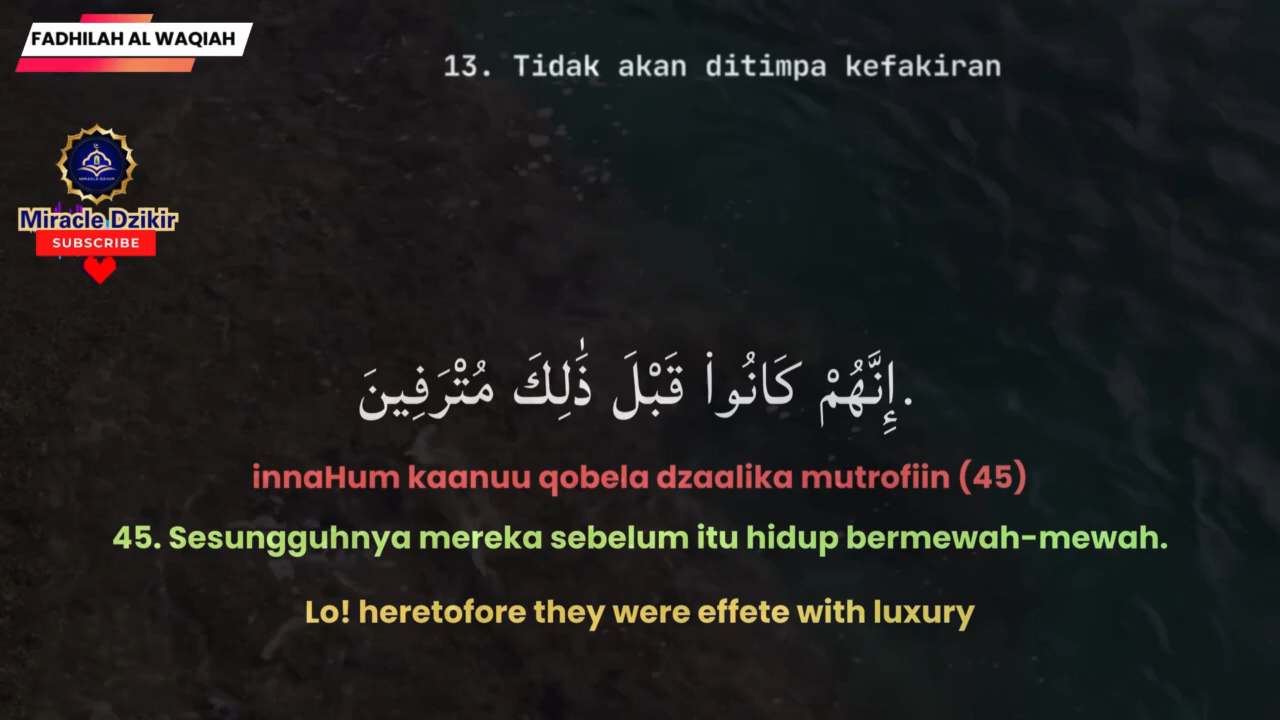 FADHILAH AL WAQIAH
13. Tidak akan ditimpa kefakiran
Miracle Dzikir
SUBSCRIBE
إِنَّهُمْ كَانُوا۟ قَبْلَ ذَٰلِكَ مُتْرَفِينَ.
innaHum kaanuu qobela dzaalika mutrofiin (45)
45. Sesungguhnya mereka sebelum itu hidup bermewah-mewah.
Lo! heretofore they were effete with luxury